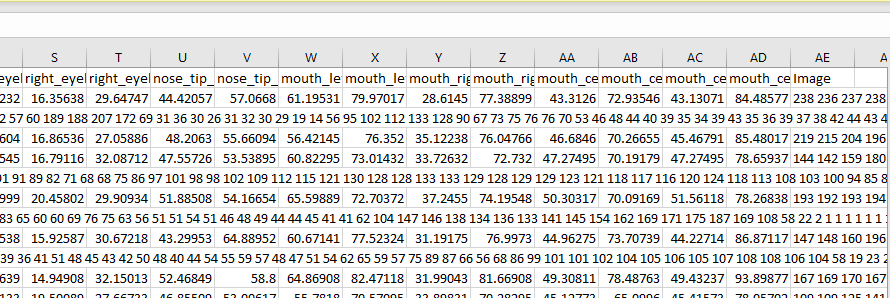 S T U V W X Y Z AA AB AC AD AE
eyel right_eyel right_eyel nose_tip_ nose_tip_ mouth_le mouth_le mouth_rig mouth_rig mouth_ce mouth_ce mouth_ce mouth_ce Image
232 16.35638 29.64747 44.42057 57.0668 61.19531 79.97017 28.6145 77.38899 43.3126 72.93546 43.13071 84.48577 238 236 237 238
2 57 60 189 188 207 172 69 31 36 30 26 31 32 30 29 19 14 56 95 102 112 133 128 90 67 73 75 76 76 70 53 46 48 44 40 39 35 34 39 43 35 36 39 37 38 42 44 43 4
604 16.86536 27.05886 48.2063 55.66094 56.42145 76.352 35.12238 76.04766 46.6846 70.26655 45.46791 85.48017 219 215 204 196
545 16.79116 32.08712 47.55726 53.53895 60.82295 73.01432 33.72632 72.732 47.27495 70.19179 47.27495 78.65937 144 142 159 180
91 91 89 82 71 68 68 75 86 97 101 98 98 102 109 112 115 121 130 128 128 133 133 129 128 129 129 123 121 118 117 116 120 124 118 113 108 103 100 94 85 8
999 20.45802 29.90934 51.88508 54.16654 65.59889 72.70372 37.2455 74.19548 50.30317 70.09169 51.56118 78.26838 193 192 193 194
83 65 60 60 69 76 75 63 56 51 51 54 51 46 48 49 44 44 45 41 41 62 104 147 146 138 134 136 133 141 145 154 162 169 171 175 187 169 108 58 22 2 1 1 1 1 1
538 15.92587 30.67218 43.29953 64.88952 60.67141 77.52324 31.19175 76.9973 44.96275 73.70739 44.22714 86.87117 147 148 160 196
39 36 41 51 48 45 43 42 50 48 40 44 54 55 59 57 48 47 51 54 62 65 59 57 75 89 87 66 56 68 86 99 101 101 102 104 105 106 105 107 108 108 106 104 58 19 23 2
639 14.94908 32.15013 52.46849 58.8 64.86908 82.47118 31.99043 81.66908 49.30811 78.48763 49.43237 93.89877 167 169 170 167